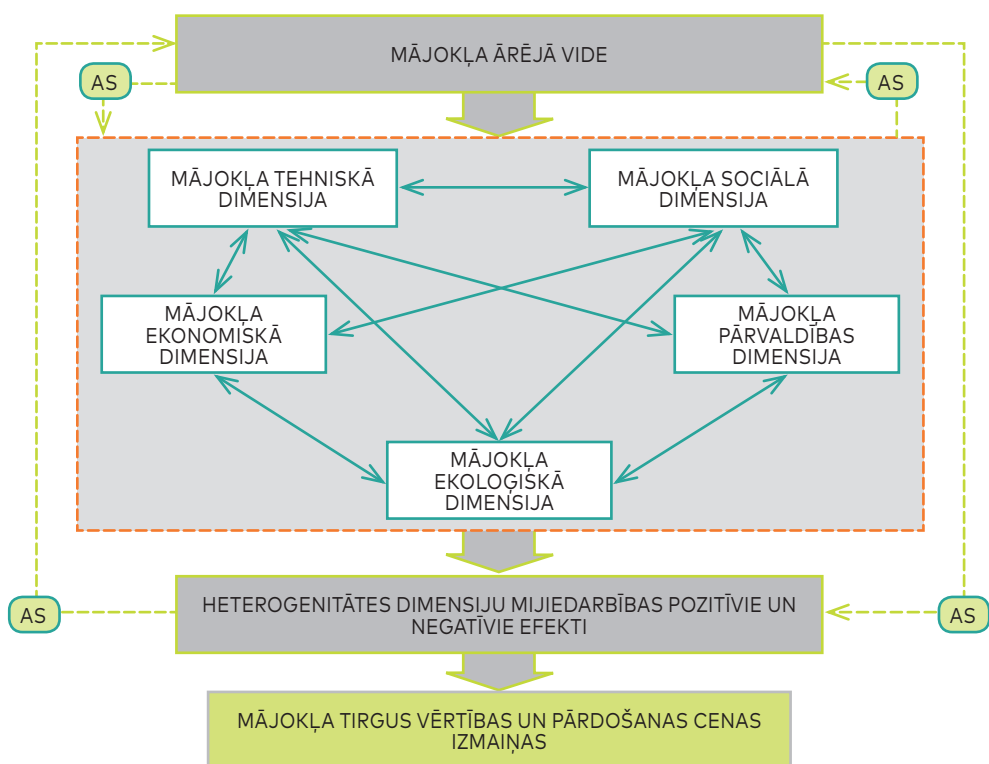 MĀJOKĻA ĀRĒJĀ VIDE
AS
AS
MĀJOKĻA TEHNISKĀ
DIMENSIJA
MĀJOKĻA SOCIĀLĀ
DIMENSIJA
MĀJOKĻA
EKONOMISKĀ
DIMENSIJA
MĀJOKĻA
PĀRVALDĪBAS
DIMENSIJA
MĀJOKĻA
EKOLOĢISKĀ
DIMENSIJA
AS
HETEROGENITĀTES DIMENSIJU MIJIEDARBĪBAS POZITĪVIE UN
NEGATĪVIE EFEKTI
AS
MĀJOKĻA TIRGUS VĒRTĪBAS UN PĀRDOŠANAS CENAS
IZMAIŅAS